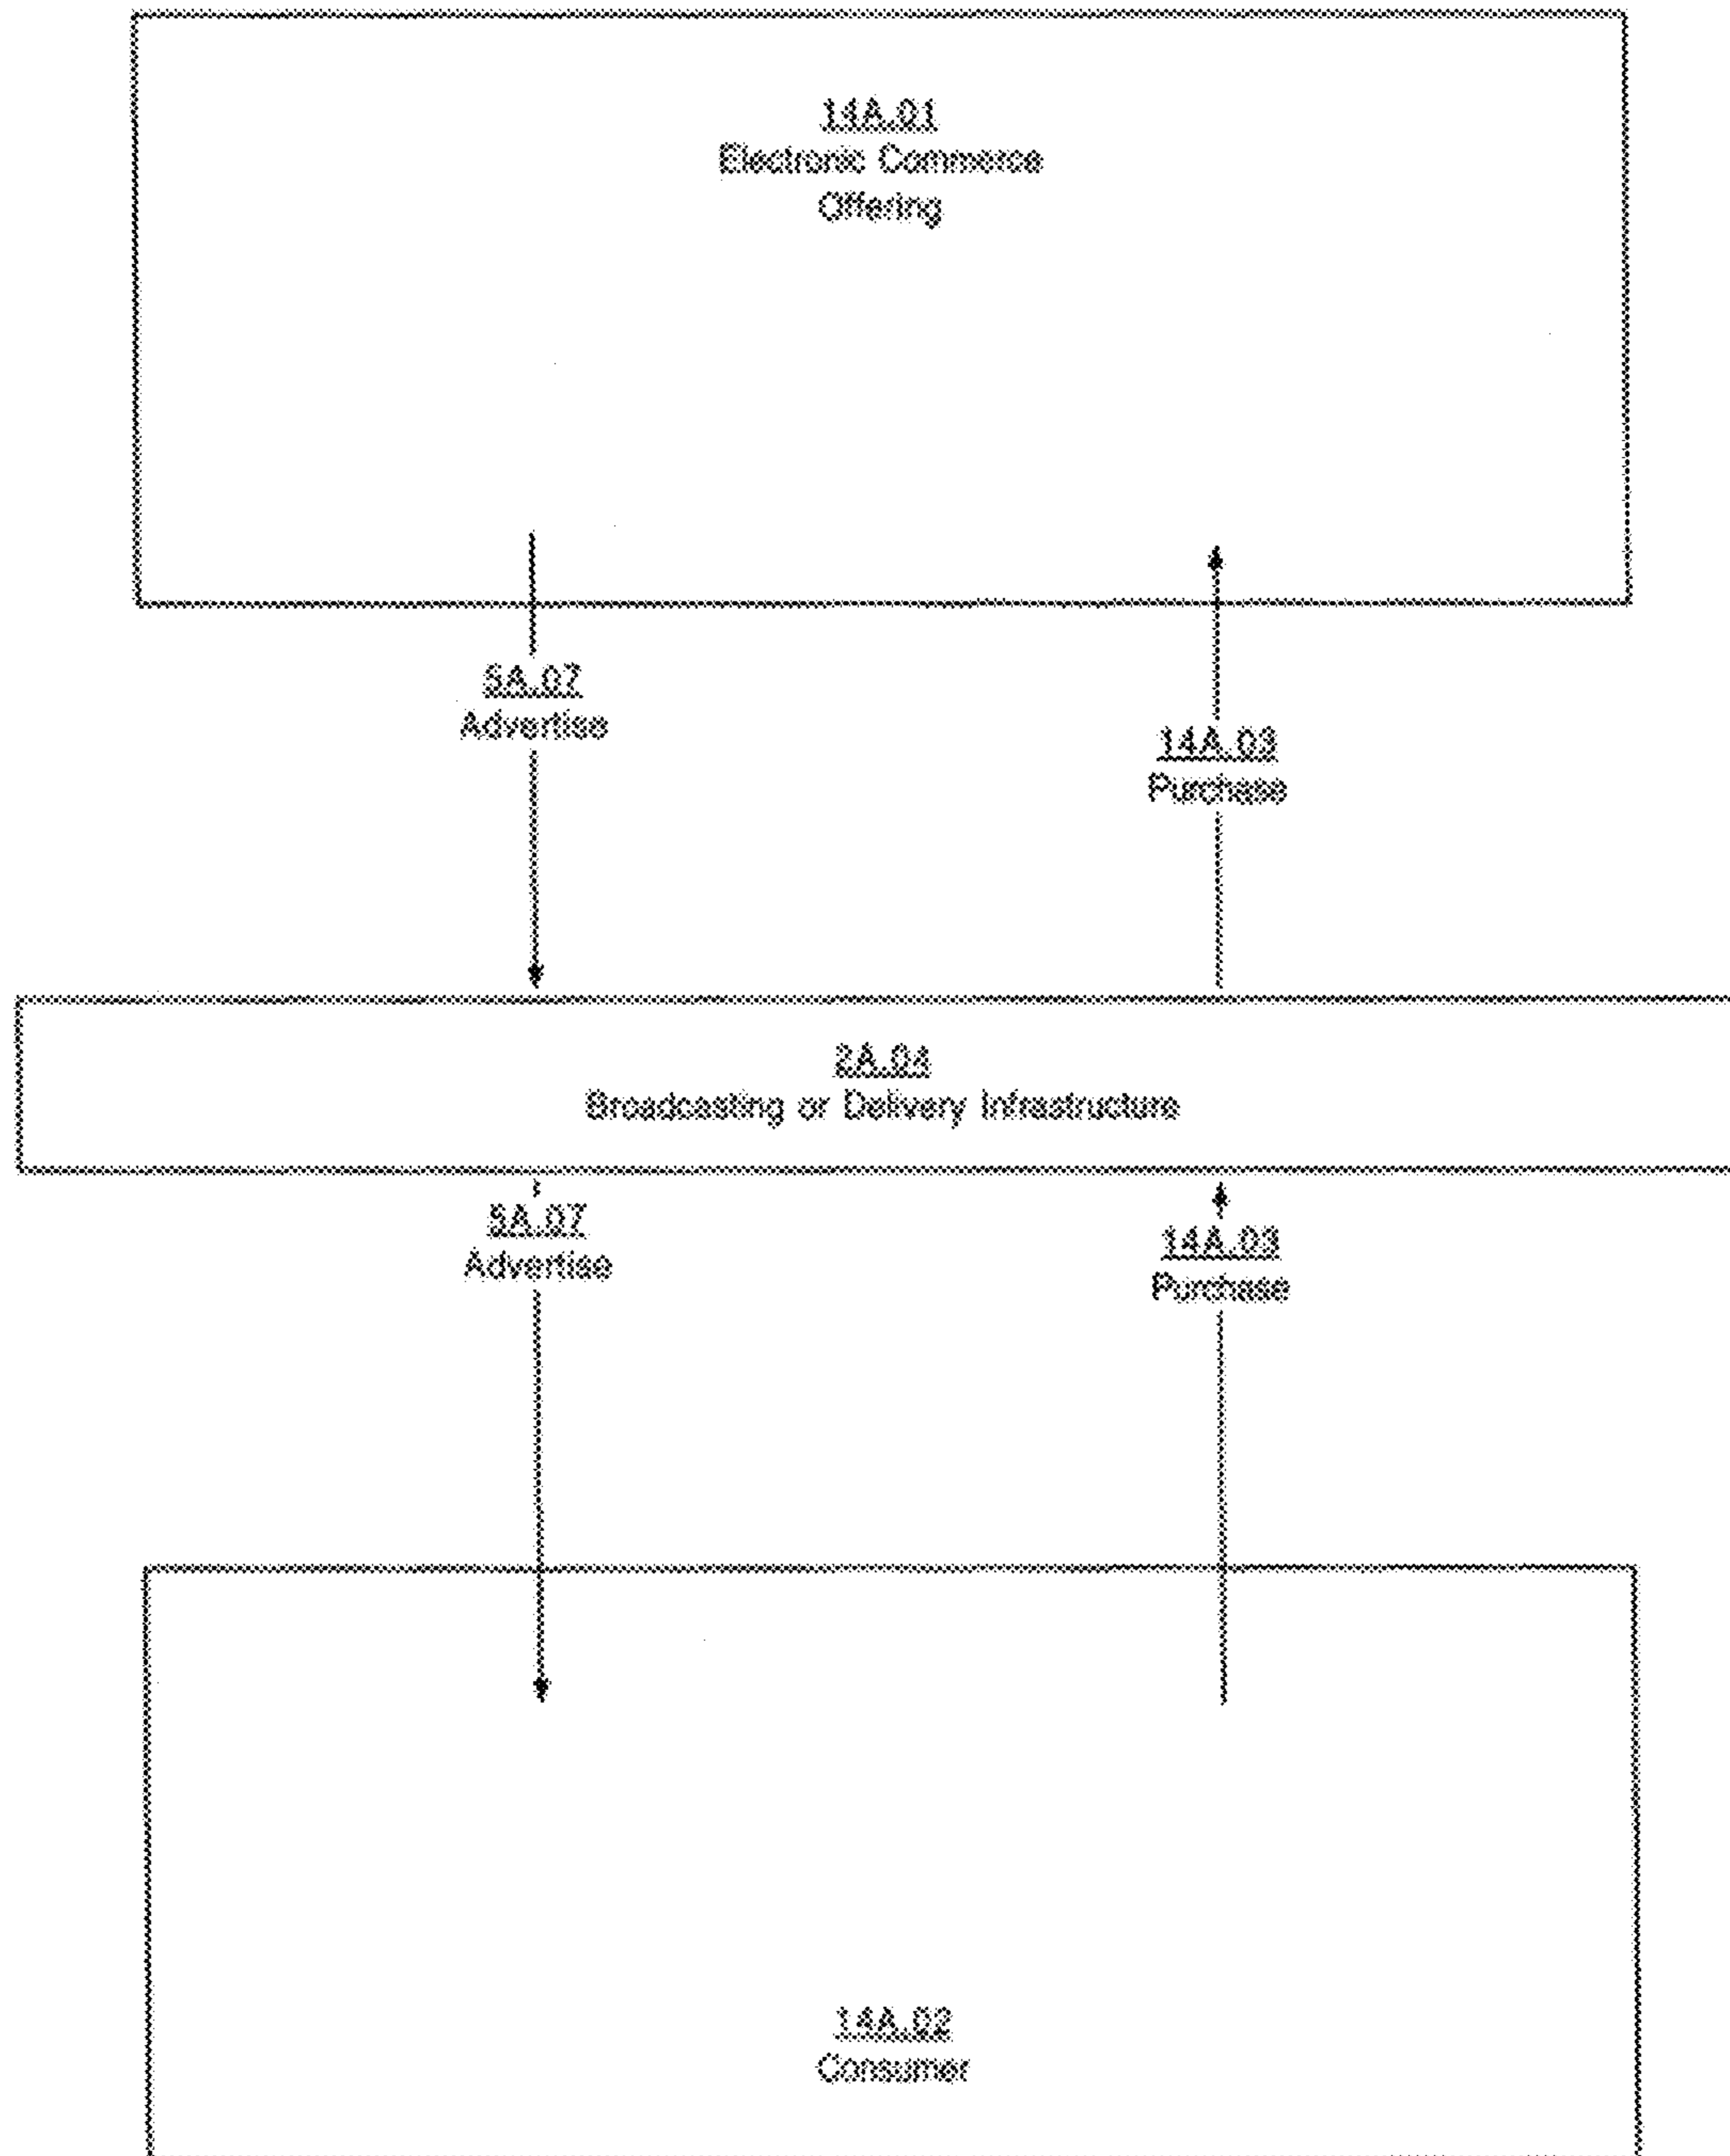 14A.01
Electronic Commerce
Offering
5A.07
Advertise
14A.03
Purchase
2A.04
Broadcasting or Delivery Infrastructure
5A.07
Advertise
14A.03
Purchase
14A.02
Consumer